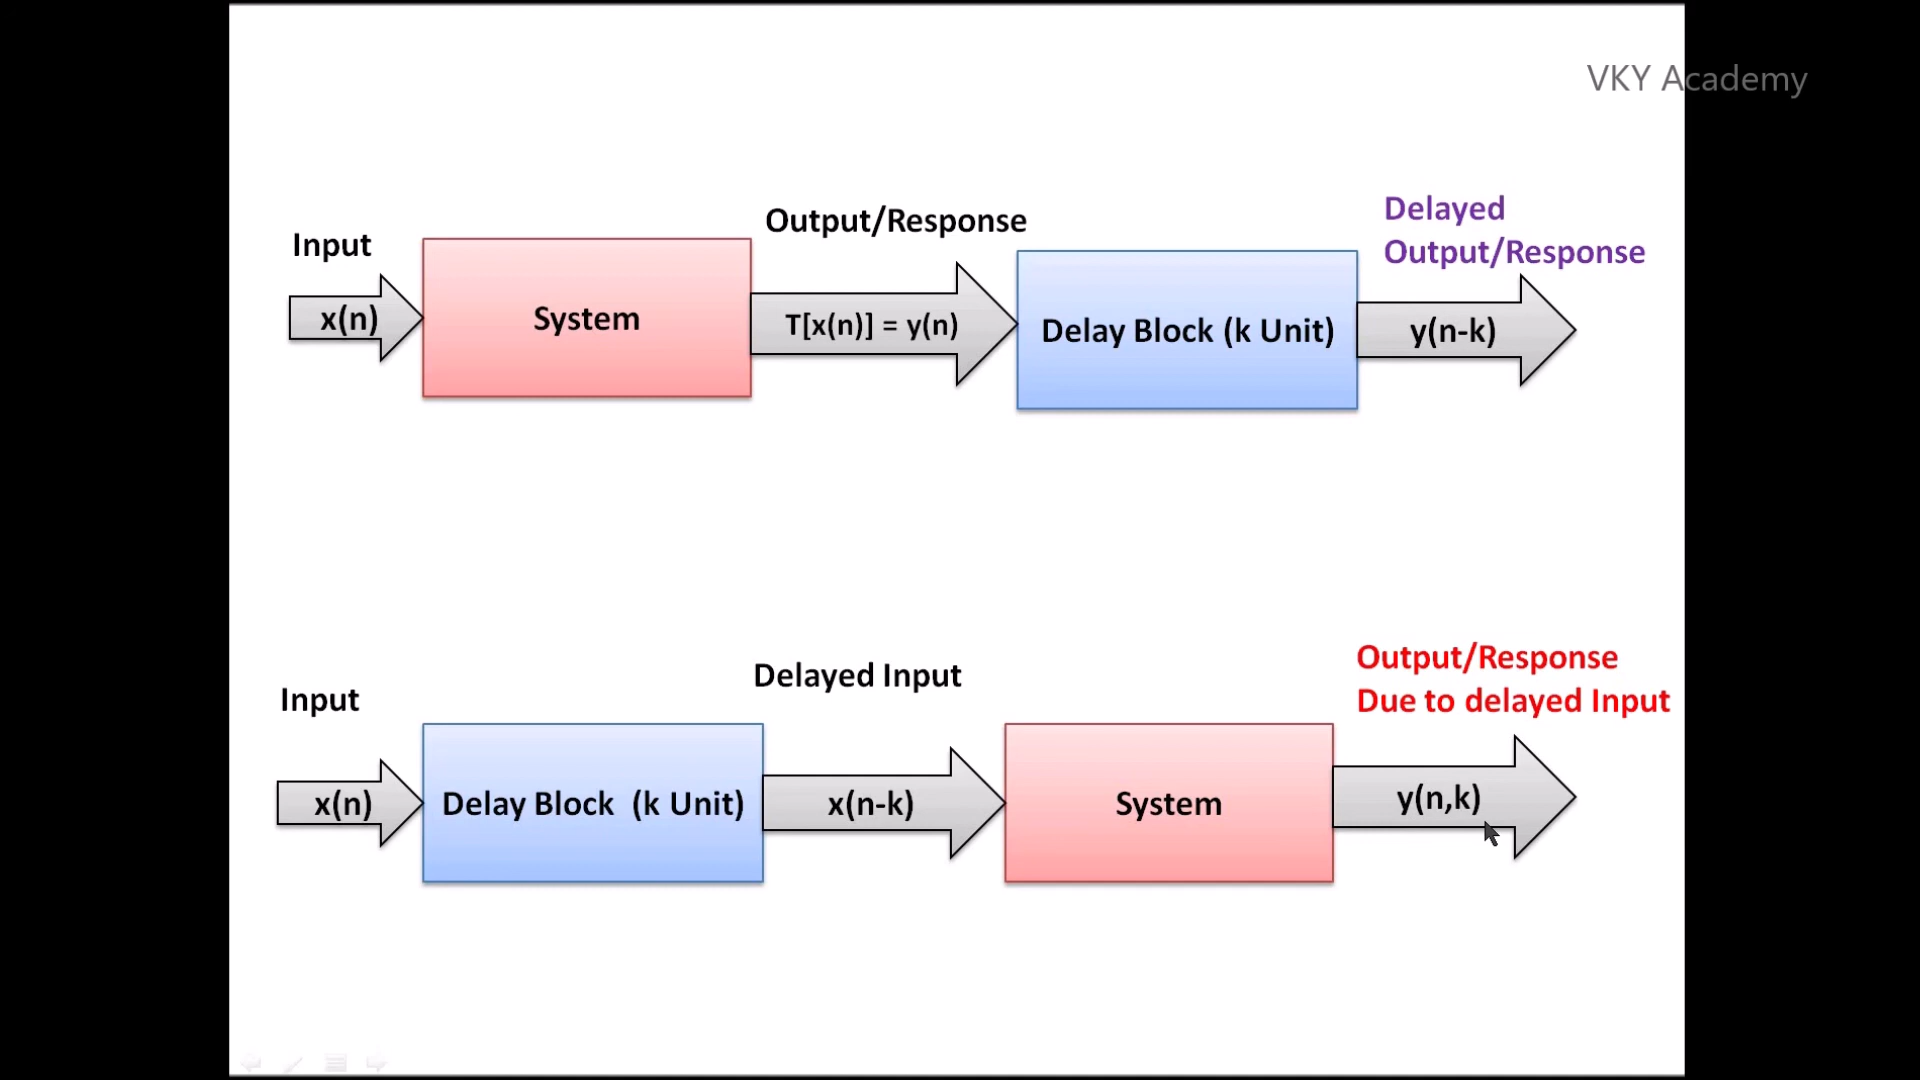 VKY Academy
Delayed
Output/Response
Output/Response
Input
x(n)
System
T[x(n)] = y(n)
Delay Block (k Unit)
y(n-k)
Output/Response
Due to delayed Input
Delayed Input
Input
x(n)
Delay Block (k Unit)
x(n-k)
System
y(n,k)